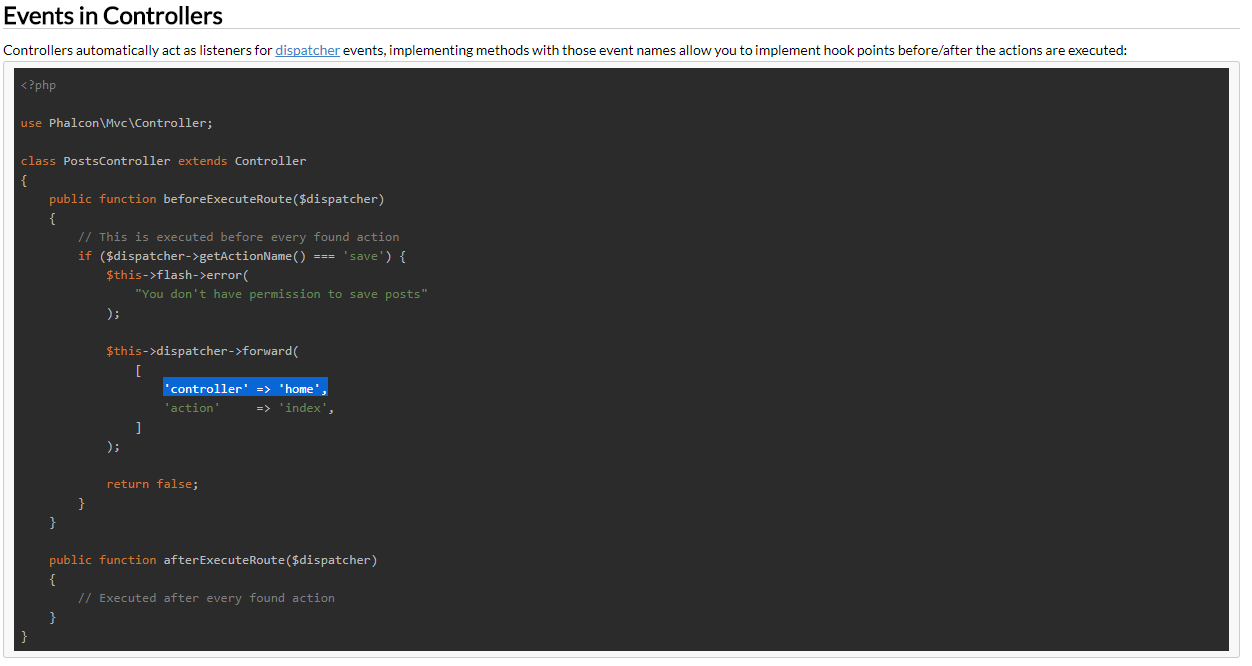 Events in Controllers
Controllers automatically act as listeners for dispatcher events, implementing methods with those event names allow you to implement hook points before/after the actions are executed:
<?php
use Phalcon\Mvc\Controller;
class PostsController extends Controller
{
    public function beforeExecuteRoute($dispatcher)
    {
        // This is executed before every found action
        if ($dispatcher->getActionName() === 'save') {
            $this->flash->error(
                "You don't have permission to save posts"
            );
            $this->dispatcher->forward(
                [
                    'controller' => 'home',
                    'action'     => 'index',
                ]
            );
            return false;
        }
    }
    public function afterExecuteRoute($dispatcher)
    {
        // Executed after every found action
    }
}